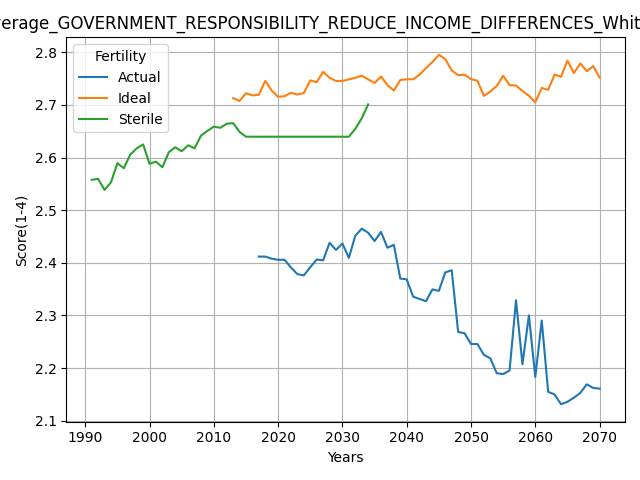 verage_GOVERNMENT_RESPONSIBILITY_REDUCE_INCOME_DIFFERENCES_Whit
Fertility
Actual
Ideal
Sterile
Score(1-4)
2.8
2.7
2.6
2.5
2.4
2.3
2.2
2.1
1990 2000 2010 2020 2030 2040 2050 2060 2070
Years